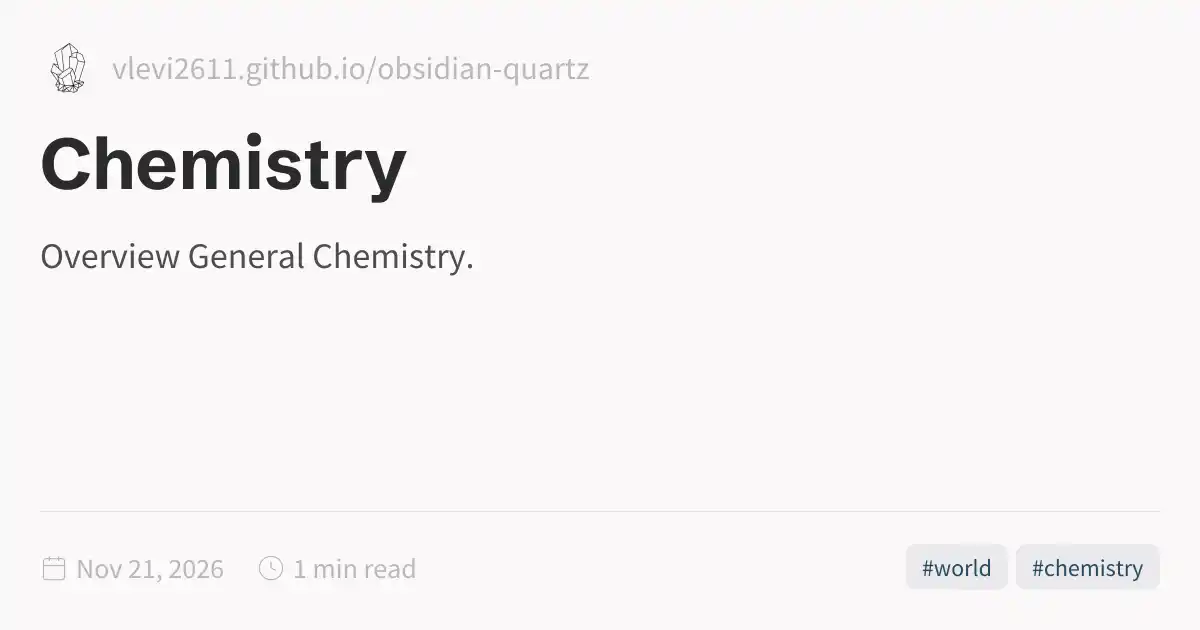 vlevi2611.github.io/obsidian-quartz
Chemistry
Overview General Chemistry.
Nov 21, 2026 1 min read #world #chemistry